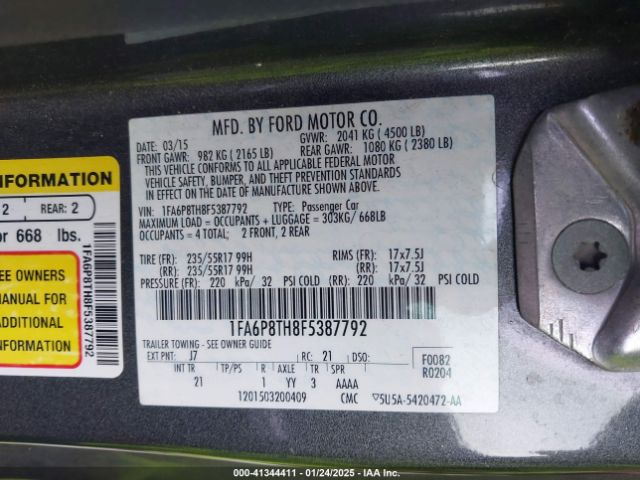 MFD. BY FORD MOTOR CO.
DATE: 03/15 GVWR: 2041 KG ( 4500 LB)
FRONT GAWR: 982 KG ( 2165 LB) REAR GAWR: 1080 KG ( 2380 LB)
THIS VEHICLE CONFORMS TO ALL APPLICABLE FEDERAL MOTOR
VEHICLE SAFETY, BUMPER, AND THEFT PREVENTION STANDARDS
IN EFFECT ON THE DATE OF MANUFACTURE SHOWN ABOVE.
VIN: 1FA6P8TH8F5387792 TYPE: Passenger Car
MAXIMUM LOAD = OCCUPANTS + LUGGAGE = 303KG/ 668LB
OCCUPANTS = 4 TOTAL; 2 FRONT, 2 REAR
TIRE (FR): 235/55R17 99H RIMS (FR): 17x7.5J
(RR): 235/55R17 99H (RR): 17x7.5J
PRESSURE (FR): 220 kPa/ 32 PSI COLD (RR): 220 kPa/ 32 PSI COLD
1FA6P8TH8F5387792
TRAILER TOWING - SEE OWNER GUIDE
EXT PNT: J7 RC: 21 DSO: F0082
INT TR TP/PS R AXLE TR SPR R0204
21 1 YY 3 AAAA
1201503200409 CMC ▽5U5A-5420472-AA
INFORMATION
2 REAR: 2
or 668 lbs.
SEE OWNERS
MANUAL FOR
ADDITIONAL
INFORMATION
1FA6P8TH8F5387792
000-41344411 - 01/24/2025 - IAA Inc.